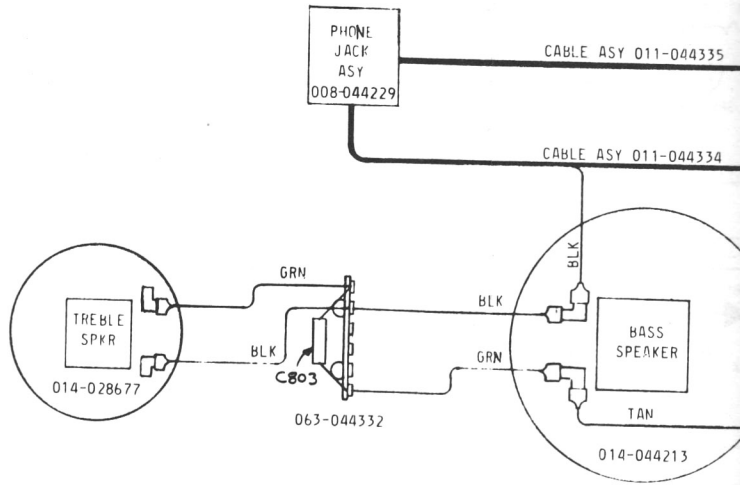 PHONE
JACK
ASY
008-044229
CABLE ASY 011-044335
CABLE ASY 011-044334
BLK
GRN
BLK
TREBLE
SPKR
BLK
C803
GRN
BASS
SPEAKER
014-028677
063-044332
TAN
014-044213